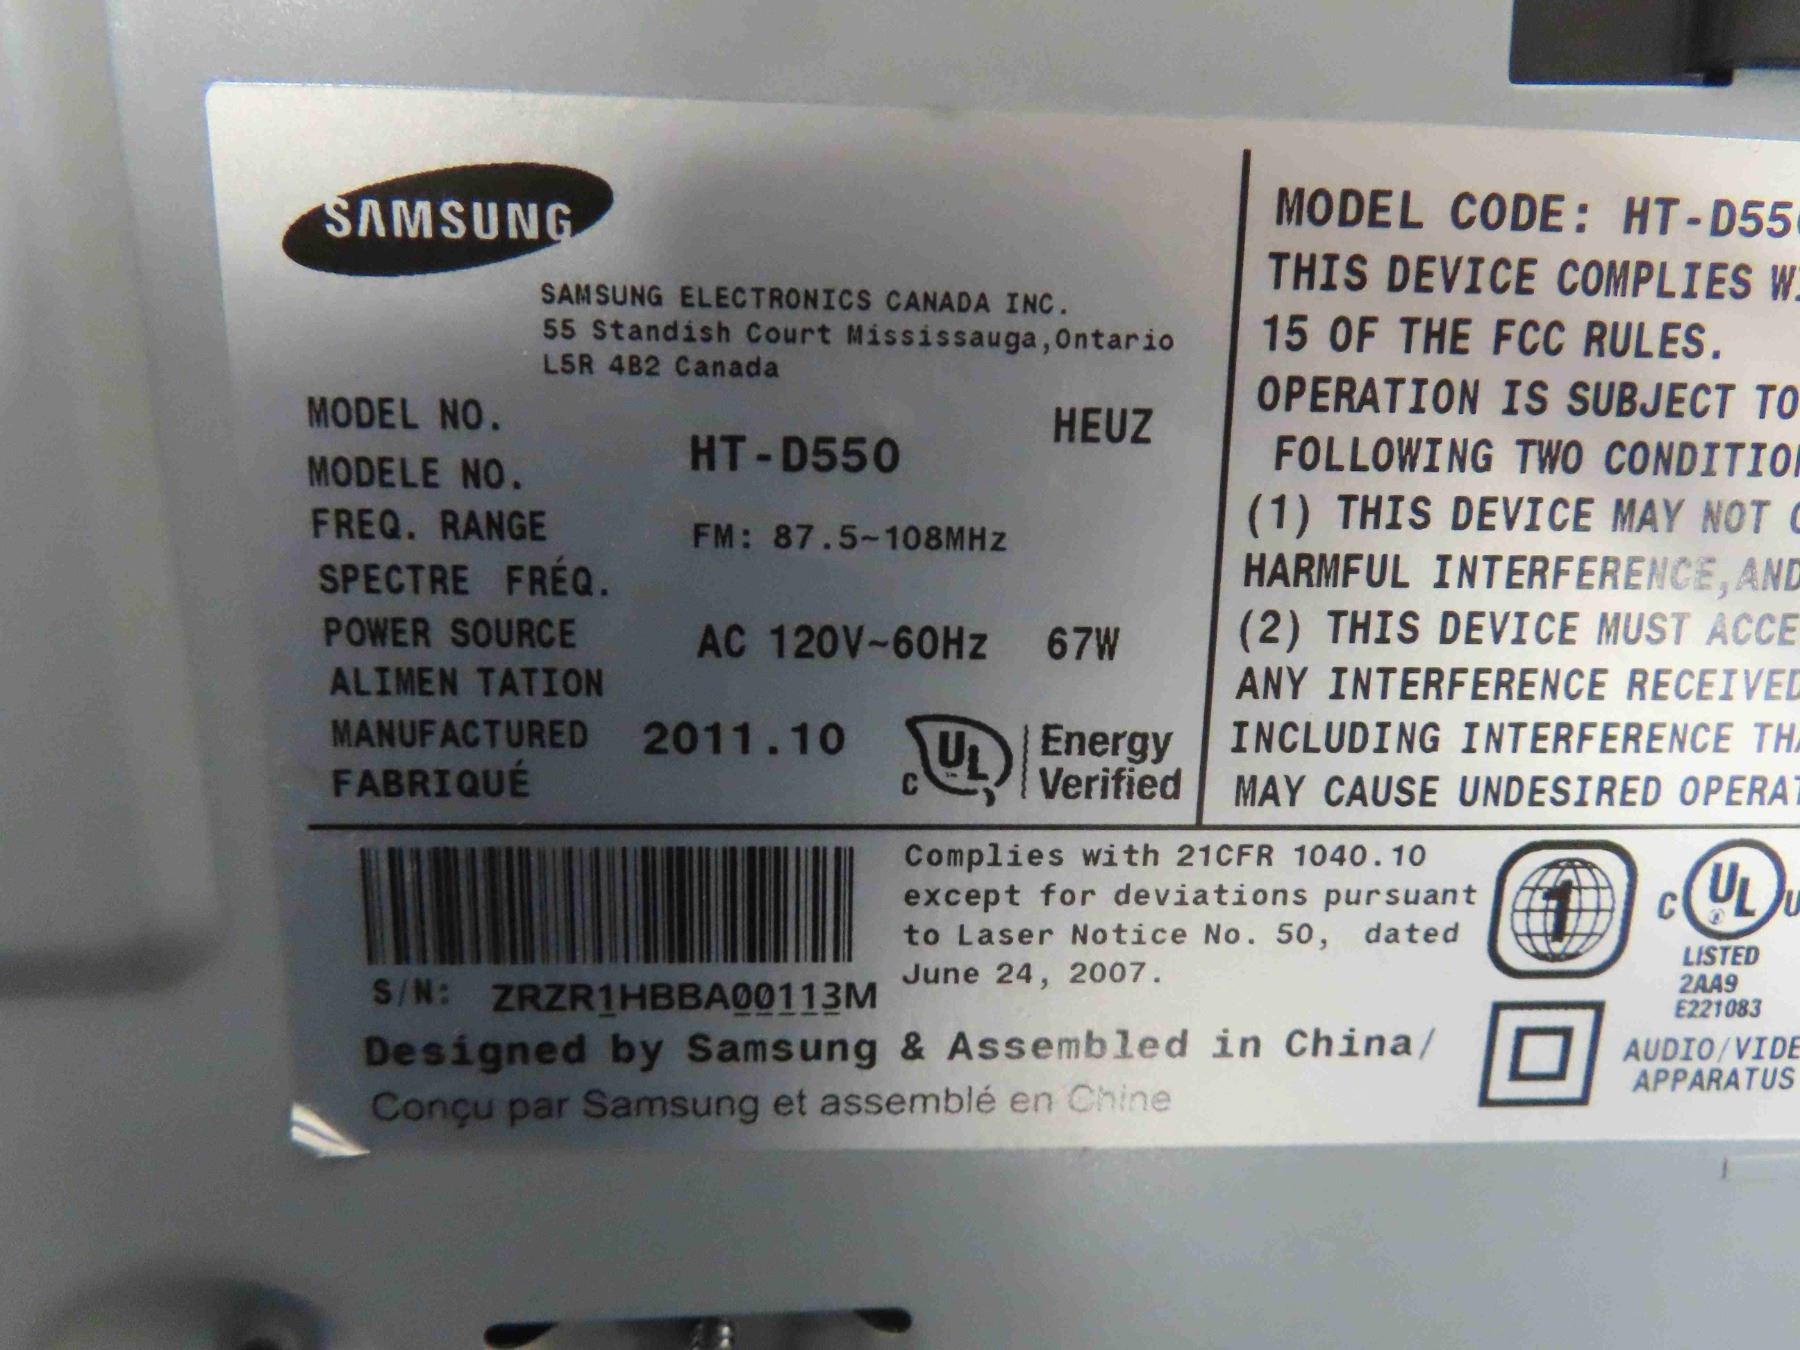 SAMSUNG
SAMSUNG ELECTRONICS CANADA INC.
55 Standish Court Mississauga,Ontario
L5R 4B2 Canada
MODEL NO.
MODELE NO.
HT-D550
HEUZ
FREQ. RANGE
SPECTRE FRÉQ.
FM: 87.5~108MHz
POWER SOURCE
ALIMEN TATION
AC 120V~60Hz 67W
MANUFACTURED
FABRIQUÉ
2011.10
C UL
Energy
Verified
MODEL CODE: HT-D55
THIS DEVICE COMPLIES
15 OF THE FCC RULES.
OPERATION IS SUBJECT TO
FOLLOWING TWO
(1) THIS DEVICE MAY NOT
HARMFUL INTERFERENCE,AND
(2) THIS DEVICE MUST
ANY INTERFERENCE RECEIVED
INCLUDING INTERFERENCE
MAY CAUSE UNDESIRED
S/N: ZRZR1HBBA00113M
Complies with 21CFR 1040.10
except for deviations pursuant
to Laser Notice No. 50, dated
June 24, 2007.
Designed by Samsung & Assembled in China/
Conçu par Samsung et assemblé en Chine
1
C UL
LISTED
2AA9
E221083
AUDIO/VIDE
APPARATUS